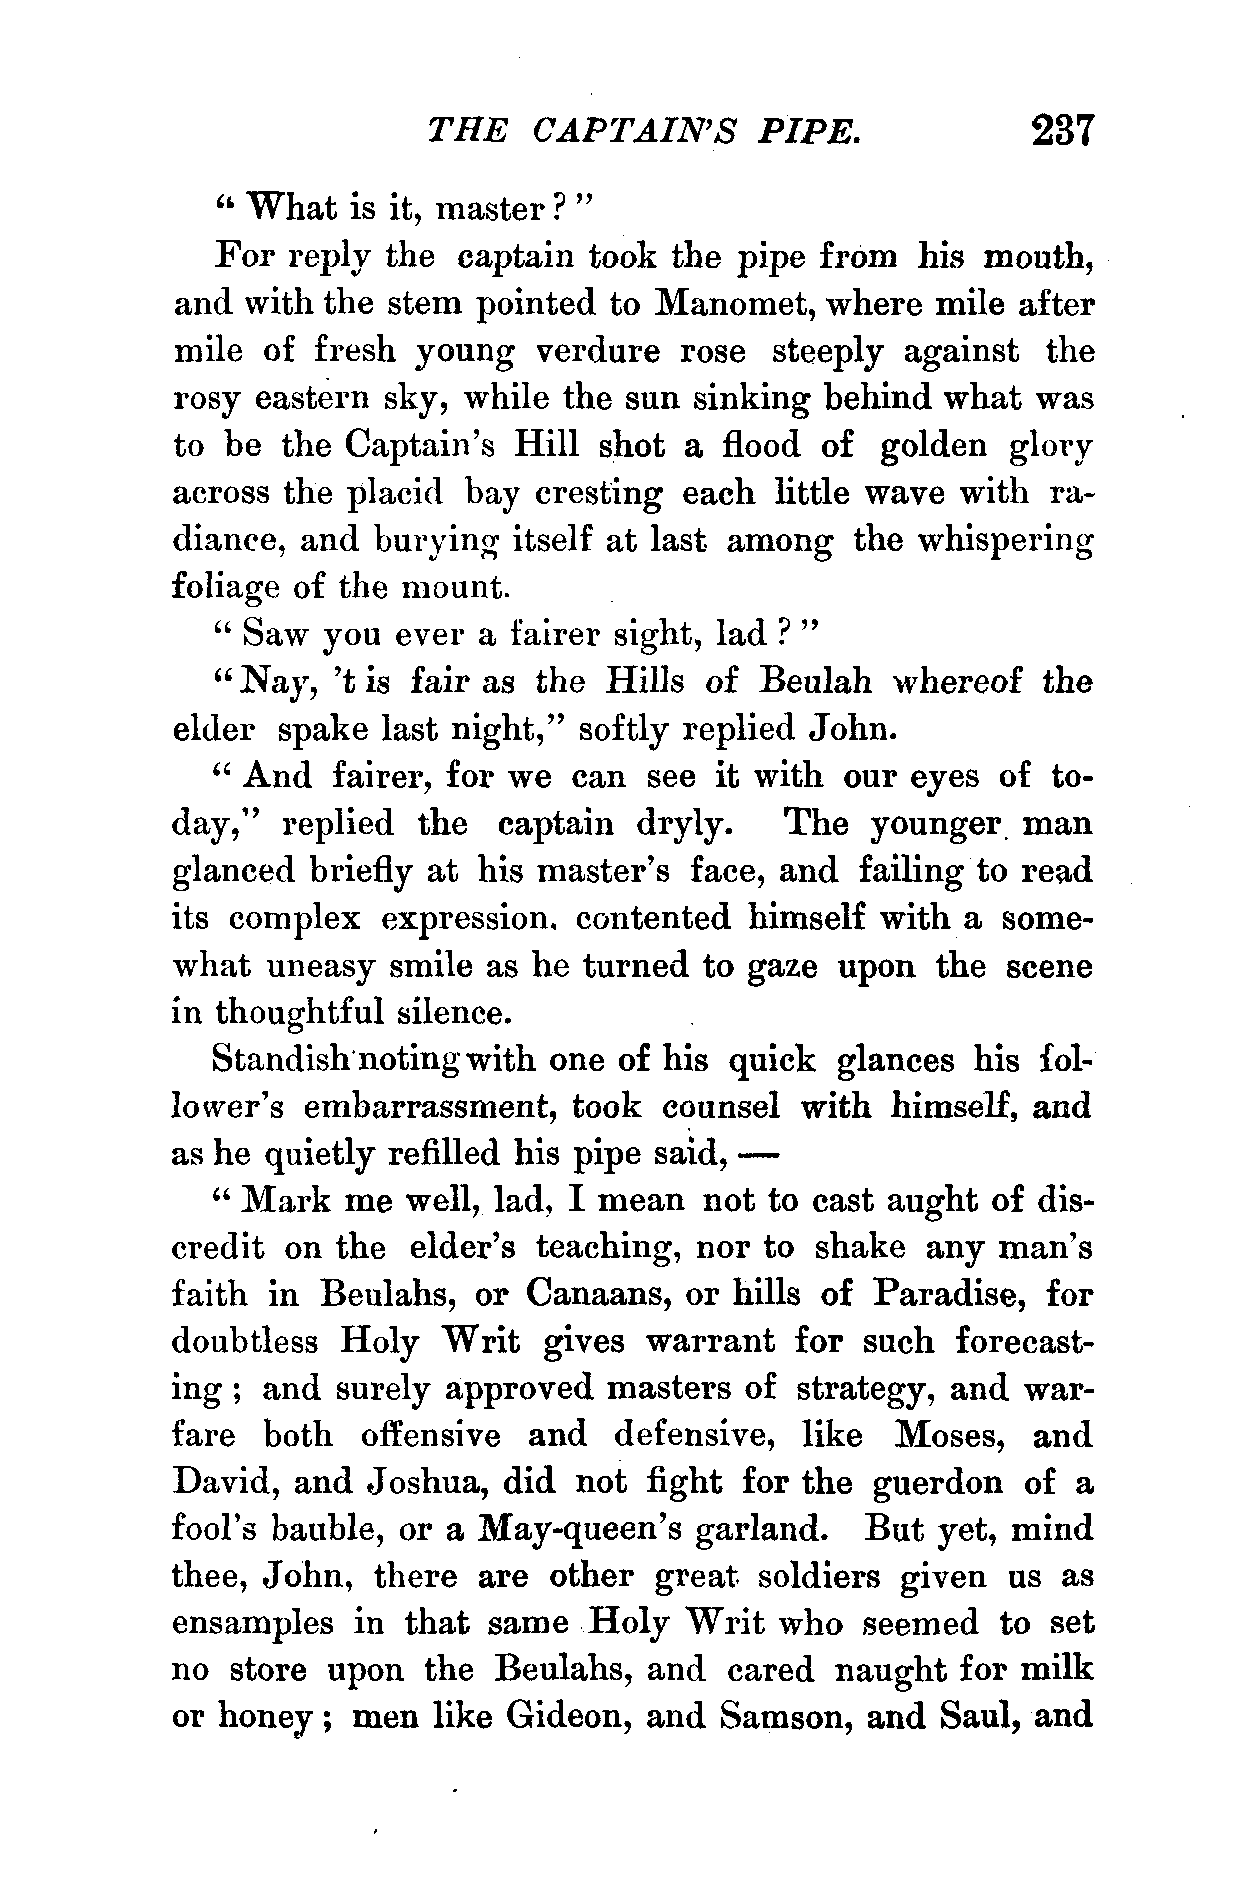 THE CAPTAIN'S PIPE. 237
“ What is it, master ? ”
For reply the captain took the pipe from his mouth,
and with the stem pointed to Manomet, where mile after
mile of fresh young verdure rose steeply against the
rosy eastern sky, while the sun sinking behind what was
to be the Captain's Hill shot a flood of golden glory
across the placid bay cresting each little wave with ra-
diance, and burying itself at last among the whispering
foliage of the mount.
“ Saw you ever a fairer sight, lad ? ”
“ Nay, 't is fair as the Hills of Beulah whereof the
elder spake last night,” softly replied John.
“ And fairer, for we can see it with our eyes of to-
day,” replied the captain dryly. The younger man
glanced briefly at his master's face, and failing to read
its complex expression, contented himself with a some-
what uneasy smile as he turned to gaze upon the scene
in thoughtful silence.
Standish noting with one of his quick glances his fol-
lower's embarrassment, took counsel with himself, and
as he quietly refilled his pipe said, —
“ Mark me well, lad, I mean not to cast aught of dis-
credit on the elder's teaching, nor to shake any man's
faith in Beulahs, or Canaans, or hills of Paradise, for
doubtless Holy Writ gives warrant for such forecast-
ing ; and surely approved masters of strategy, and war-
fare both offensive and defensive, like Moses, and
David, and Joshua, did not fight for the guerdon of a
fool's bauble, or a May-queen's garland. But yet, mind
thee, John, there are other great soldiers given us as
ensamples in that same Holy Writ who seemed to set
no store upon the Beulahs, and cared naught for milk
or honey ; men like Gideon, and Samson, and Saul, and